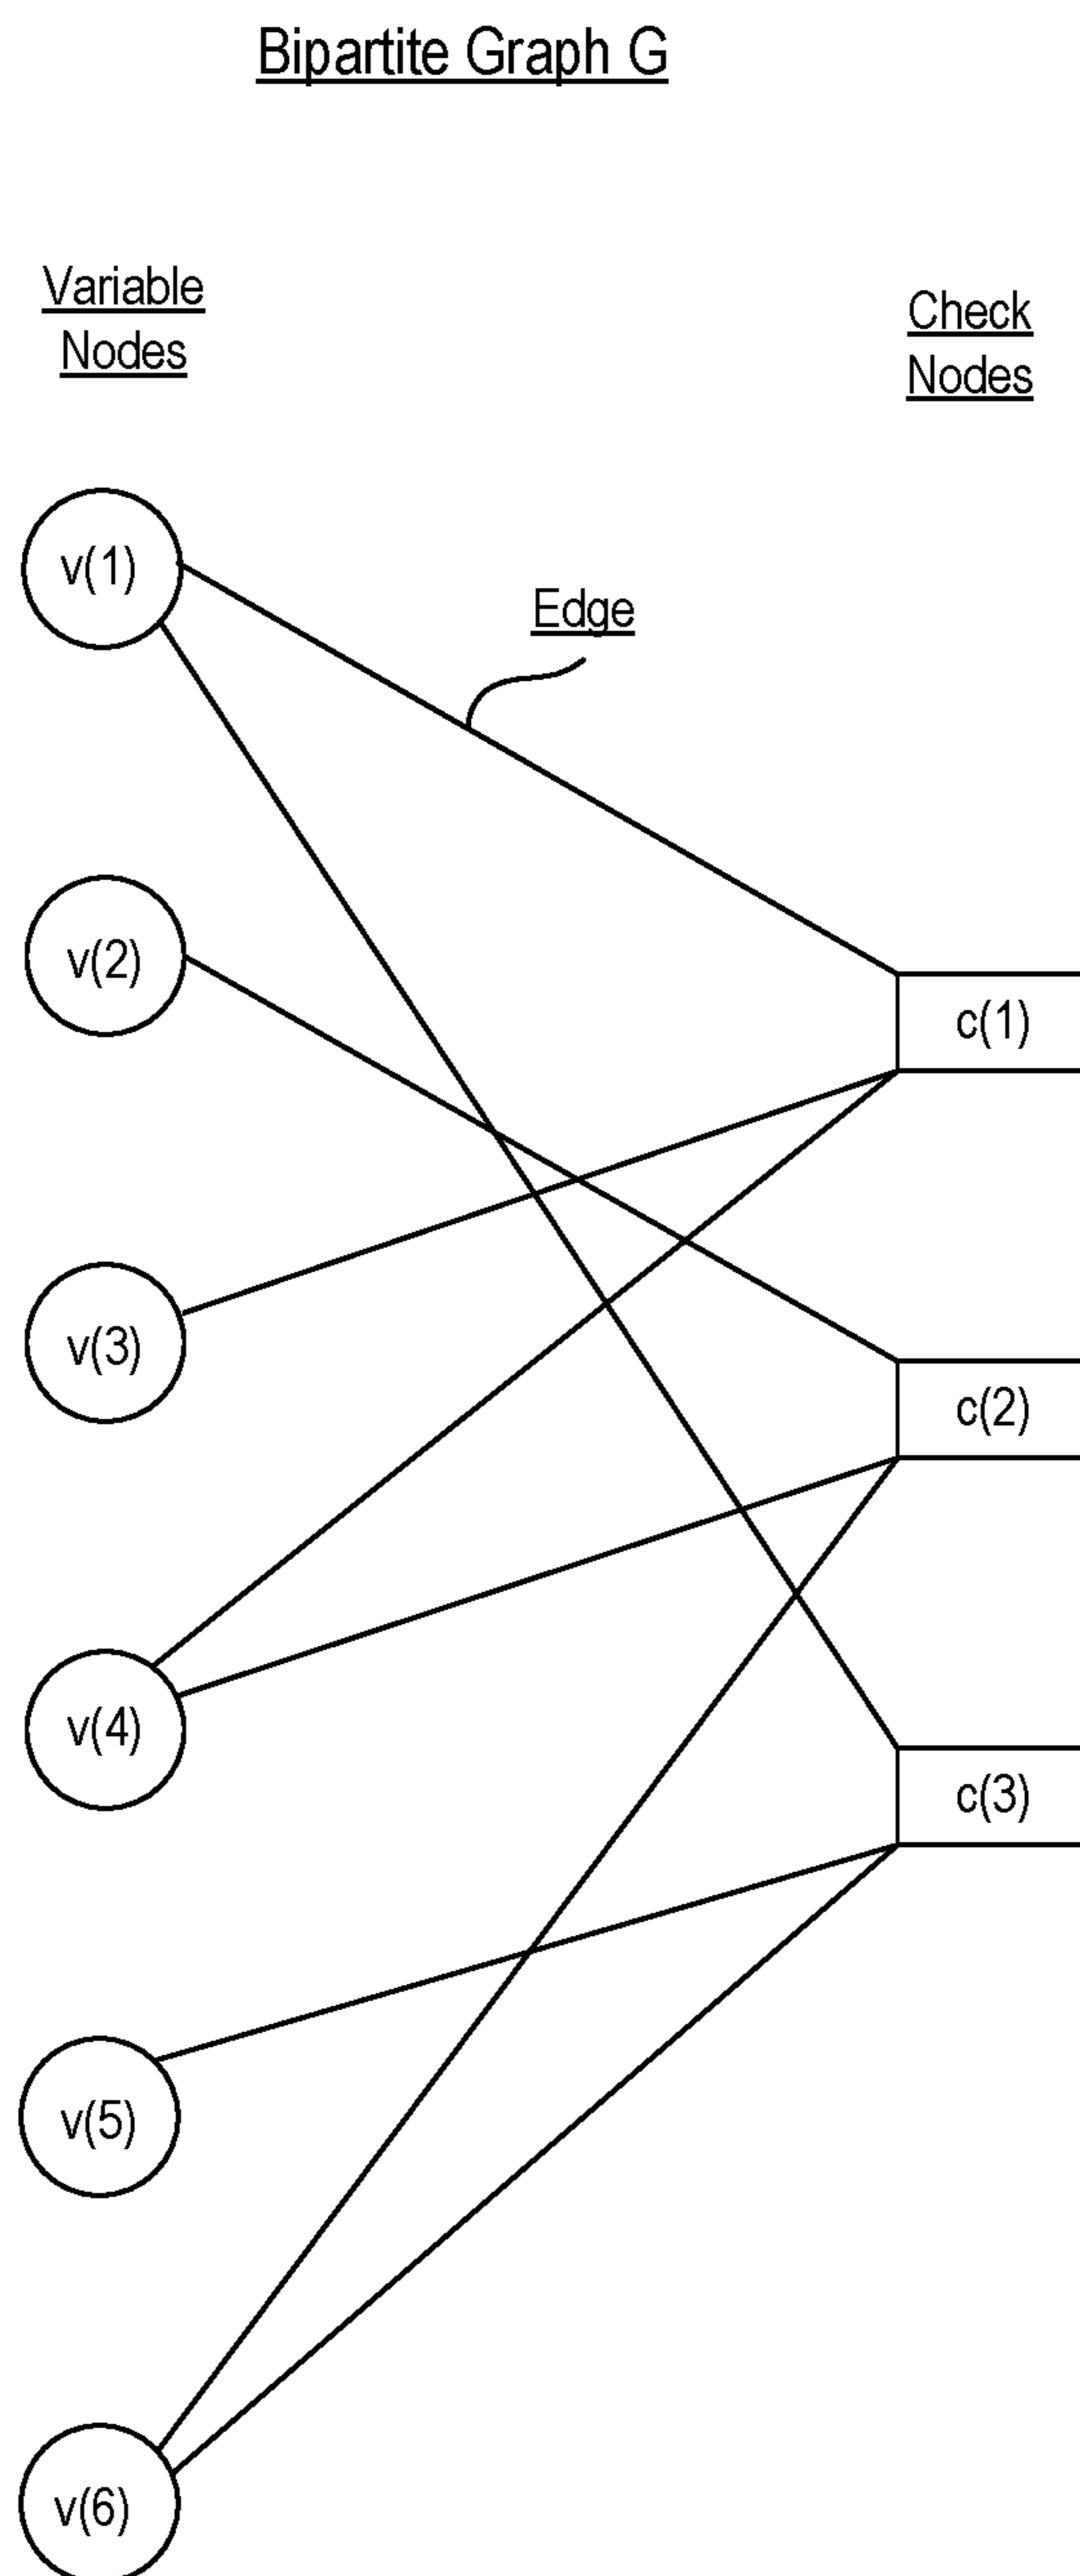 Bipartite Graph G
Variable
Nodes
Check
Nodes
v(1)
Edge
v(2)
c(1)
v(3)
c(2)
v(4)
c(3)
v(5)
v(6)